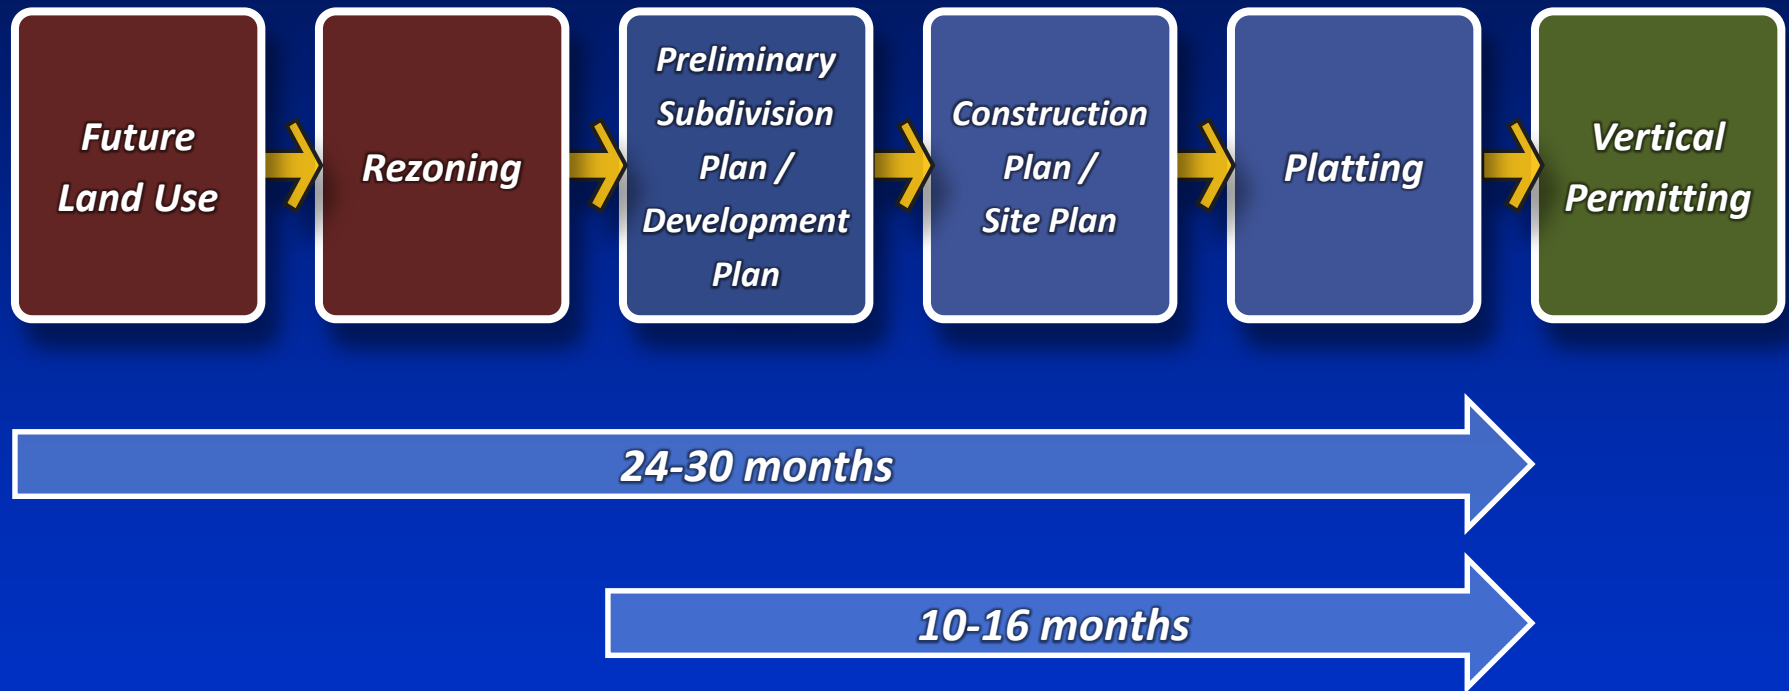 Future
Land Use
Rezoning
Preliminary
Subdivision
Plan /
Development
Plan
Construction
Plan /
Site Plan
Platting
Vertical
Permitting
24-30 months
10-16 months